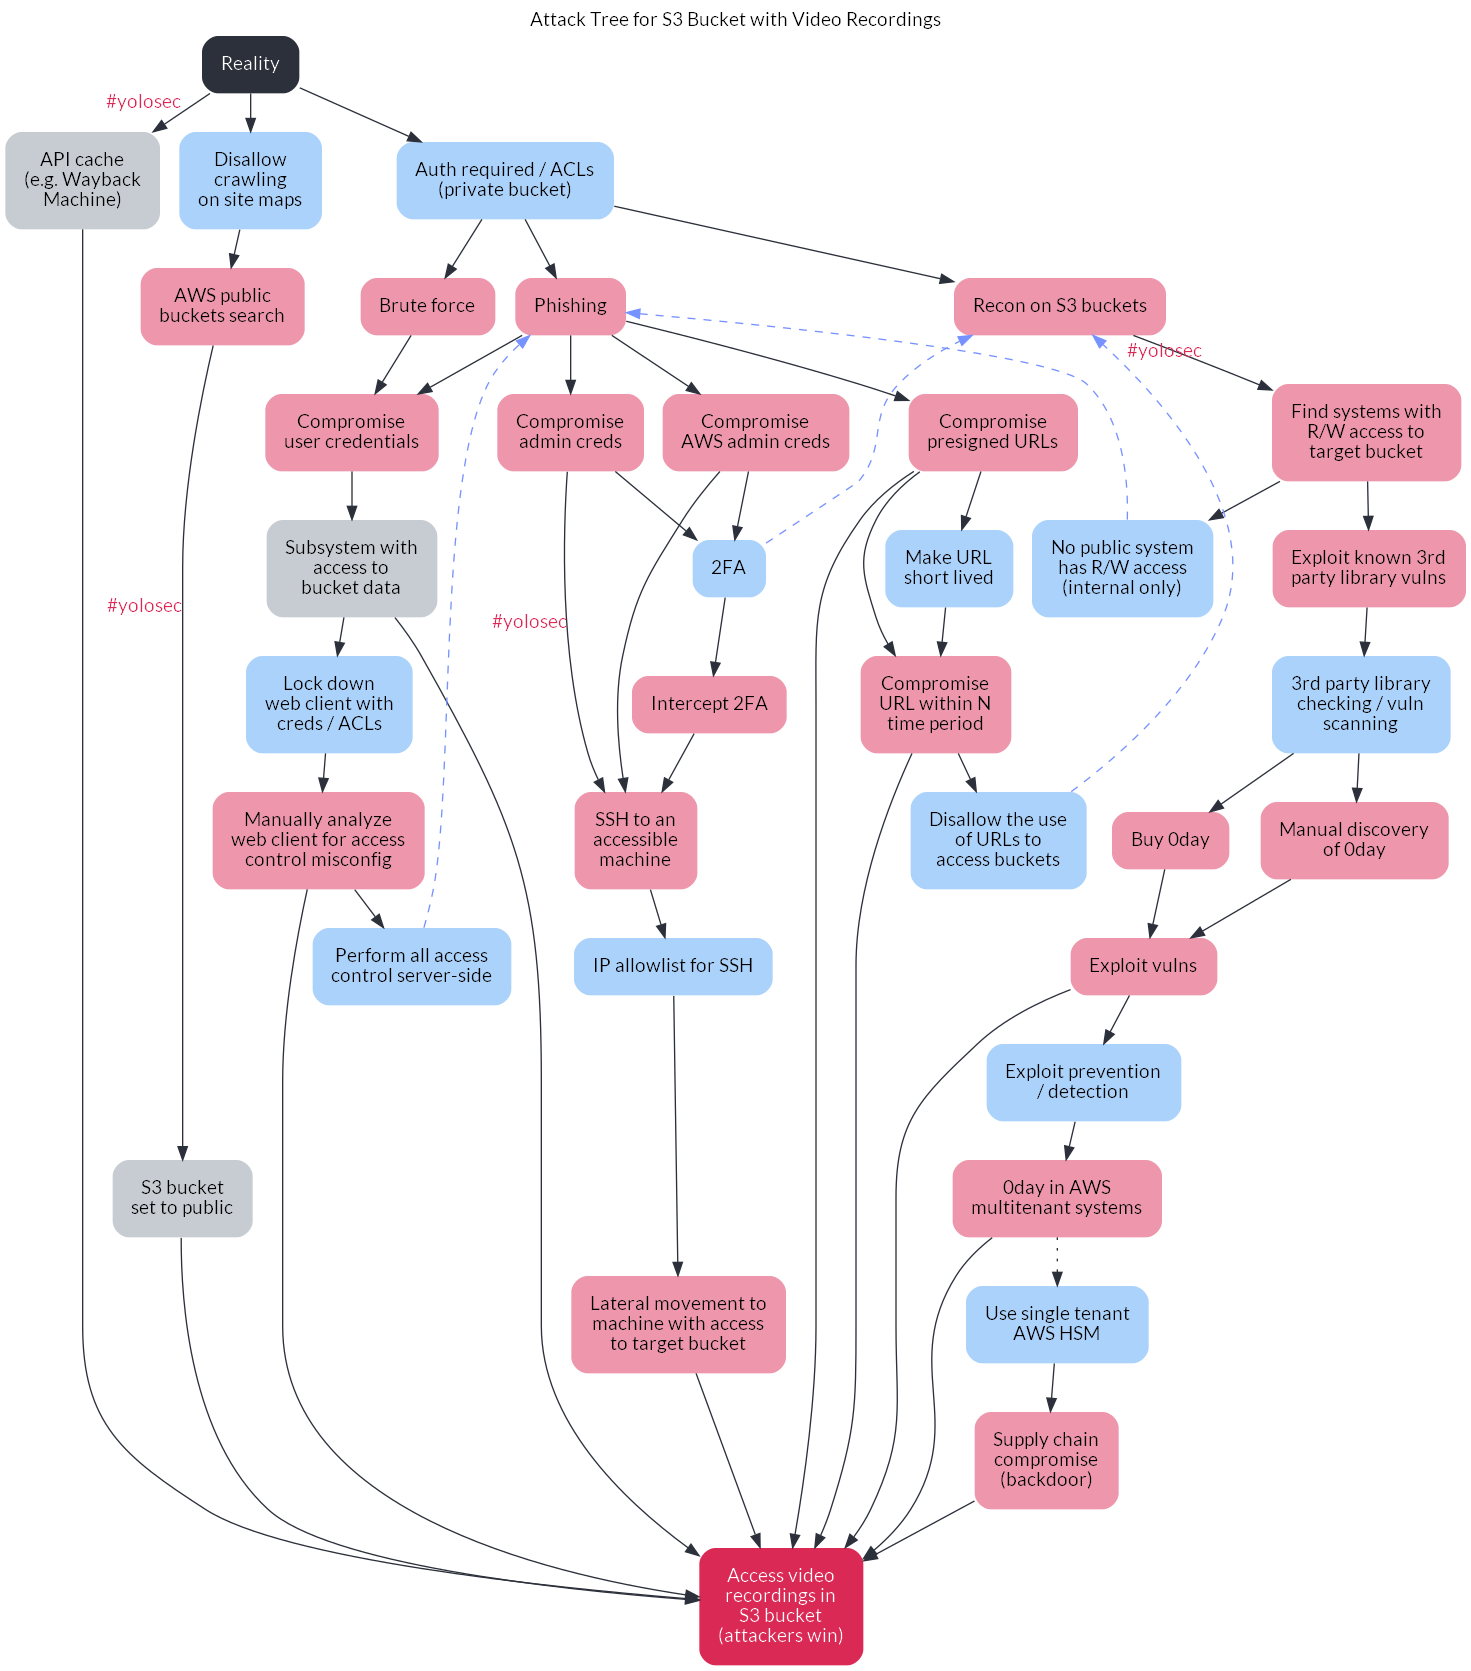 Attack Tree for S3 Bucket with Video Recordings
Reality
#yolosec
API cache
(e.g. Wayback
Machine)
Disallow
crawling
on site maps
Auth required / ACLs
(private bucket)
AWS public
buckets search
Brute force
Phishing
Recon on S3 buckets
#yolosec
Compromise
user credentials
Compromise
admin creds
Compromise
AWS admin creds
Compromise
presigned URLs
Find systems with
R/W access to
target bucket
Subsystem with
access to
bucket data
2FA
Make URL
short lived
No public system
has R/W access
(internal only)
Exploit known 3rd
party library vulns
#yolosec
#yolosec
Lock down
web client with
creds / ACLs
Intercept 2FA
Compromise
URL within N
time period
3rd party library
checking / vuln
scanning
Manually analyze
web client for access
control misconfig
SSH to an
accessible
machine
Disallow the use
of URLs to
access buckets
Buy 0day
Manual discovery
of 0day
Perform all access
control server-side
IP allowlist for SSH
Exploit vulns
Exploit prevention
/ detection
S3 bucket
set to public
0day in AWS
multitenant systems
Lateral movement to
machine with access
to target bucket
Use single tenant
AWS HSM
Supply chain
compromise
(backdoor)
Access video
recordings in
S3 bucket
(attackers win)